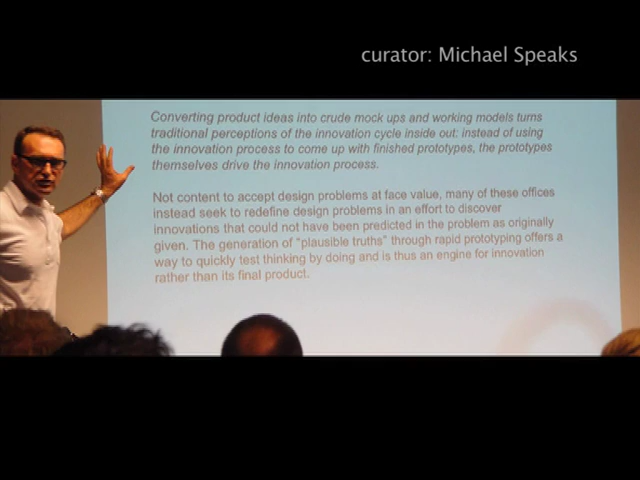 curator: Michael Speaks
Converting product ideas into crude mock ups and working models turns
traditional perceptions of the innovation cycle inside out: instead of using
the innovation process to come up with finished prototypes, the prototypes
themselves drive the innovation process.
Not content to accept design problems at face value, many of these offices
instead seek to redefine design problems in an effort to discover
innovations that could not have been predicted in the problem as originally
given. The generation of "plausible truths" through rapid prototyping offers a
way to quickly test thinking by doing and is thus an engine for innovation
rather than its final product.